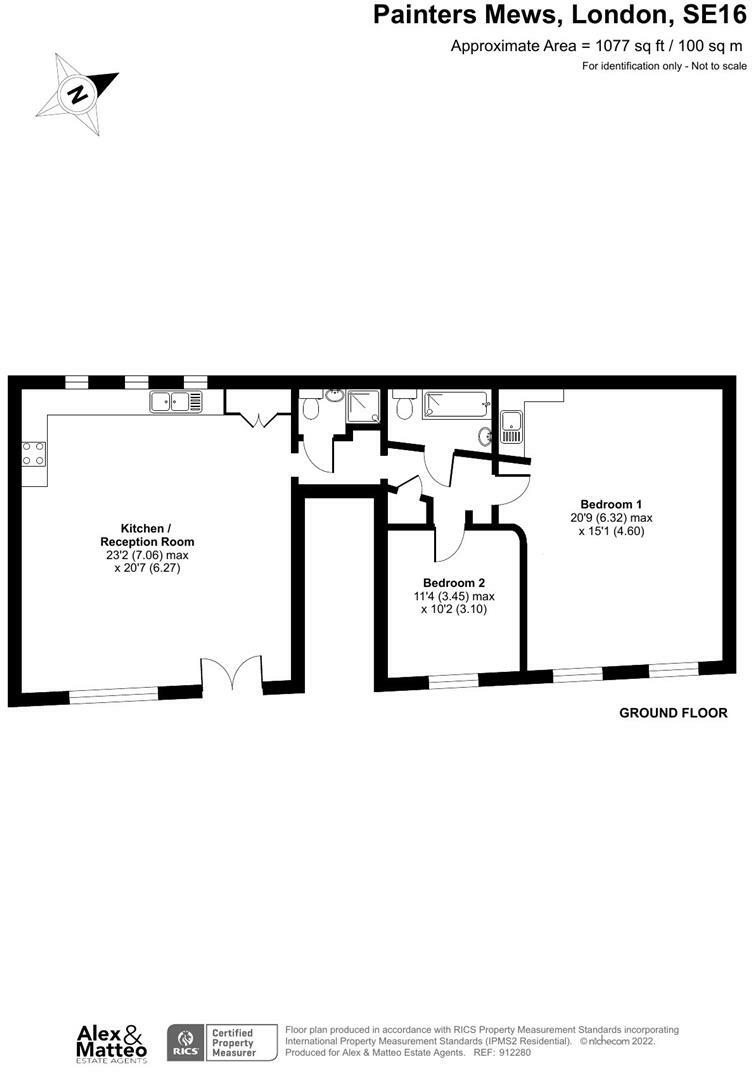 Painters Mews, London, SE16
Approximate Area = 1077 sq ft / 100 sq m
For identification only - Not to scale
N
Kitchen /
Reception Room
23'2 (7.06) max
x 20'7 (6.27)
Bedroom 1
20'9 (6.32) max
x 15'1 (4.60)
Bedroom 2
11'4 (3.45) max
x 10'2 (3.10)
GROUND FLOOR
Alex &
Matteo
ESTATE AGENTS
RICS
Certified
Property
Measurer
Floor plan produced in accordance with RICS Property Measurement Standards incorporating
International Property Measurement Standards (IPMS2 Residential). © nichecom 2022.
Produced for Alex & Matteo Estate Agents. REF: 912280